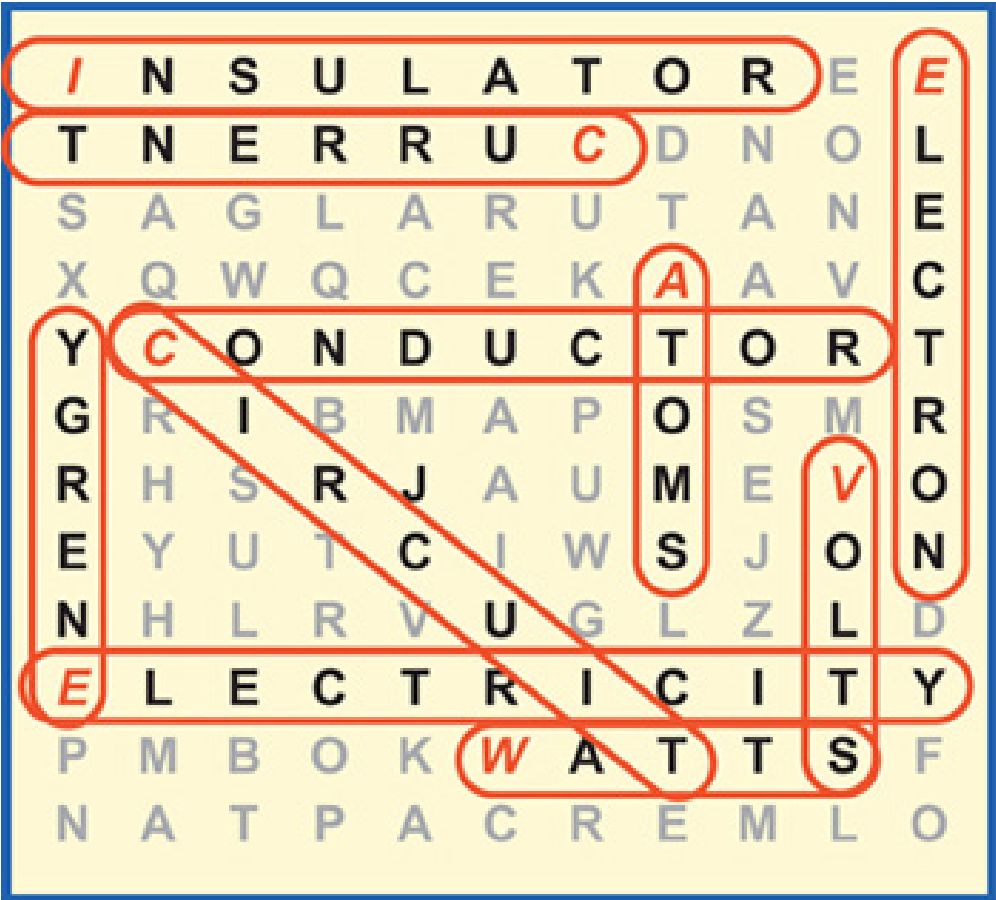 I N S U L A T O R E E
T N E R R U C D N O L
S A G L A R U T A N E
X Q W Q C E K A A V C
Y C O N D U C T O R T
G R I B M A P O S M R
R H S R J A U M E V O
E Y U T C I W S J O N
N H L R V U G L Z L D
E L E C T R I C I T Y
P M B O K W A T T S F
N A T P A C R E M L O